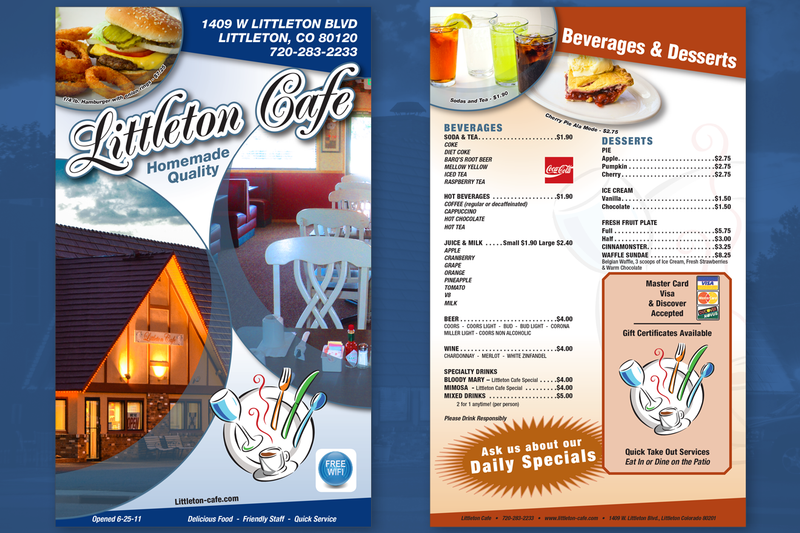 1409 W LITTLETON BLVD
LITTLETON, CO 80120
720-283-2233
Littleton Cafe
Homemade
Quality
FREE
WIFI
Littleton-cafe.com
Opened 6-25-11
Delicious Food - Friendly Staff - Quick Service
Beverages & Desserts
Sodas and Tea - $1.90
Cherry Pie Ala Mode - $2.75
BEVERAGES
SODA & TEA.....................$1.90
COKE
DIET COKE
BARQ'S ROOT BEER
MELLOW YELLOW
ICED TEA
RASPBERRY TEA
Coca-Cola
HOT BEVERAGES .................$1.90
COFFEE (regular or decaffeinated)
CAPPUCCINO
HOT CHOCOLATE
HOT TEA
JUICE & MILK .....Small $1.90 Large $2.40
APPLE
CRANBERRY
GRAPE
ORANGE
PINEAPPLE
TOMATO
V8
MILK
BEER...........................$4.00
COORS - COORS LIGHT - BUD - BUD LIGHT - CORONA
MILLER LIGHT - COORS NON ALCOHOLIC
WINE...........................$4.00
CHARDONNAY - MERLOT - WHITE ZINFANDEL
SPECIALTY DRINKS
BLOODY MARY – Littleton Cafe Special ....$4.00
MIMOSA - Littleton Cafe Special ........$4.00
MIXED DRINKS ..................$5.00
2 for 1 anytime! (per person)
Please Drink Responsibly
Ask us about our
Daily Specials
DESSERTS
PIE
Apple..........................$2.75
Pumpkin........................$2.75
Cherry.........................$2.75
ICE CREAM
Vanilla........................$1.50
Chocolate .....................$1.50
FRESH FRUIT PLATE
Full ..........................$5.75
Half...........................$3.00
CINNAMONSTER...................$3.25
WAFFLE SUNDAE .................$8.25
Belgian Waffle, 3 scoops of Ice Cream, Fresh Strawberries
& Warm Chocolate
Master Card
Visa
& Discover
Accepted
VISA
Gift Certificates Available
Quick Take Out Services
Eat In or Dine on the Patio
Littleton Cafe • 720-283-2233 • www.littleton-cafe.com • 1409 W. Littleton Blvd., Littleton Colorado 80201